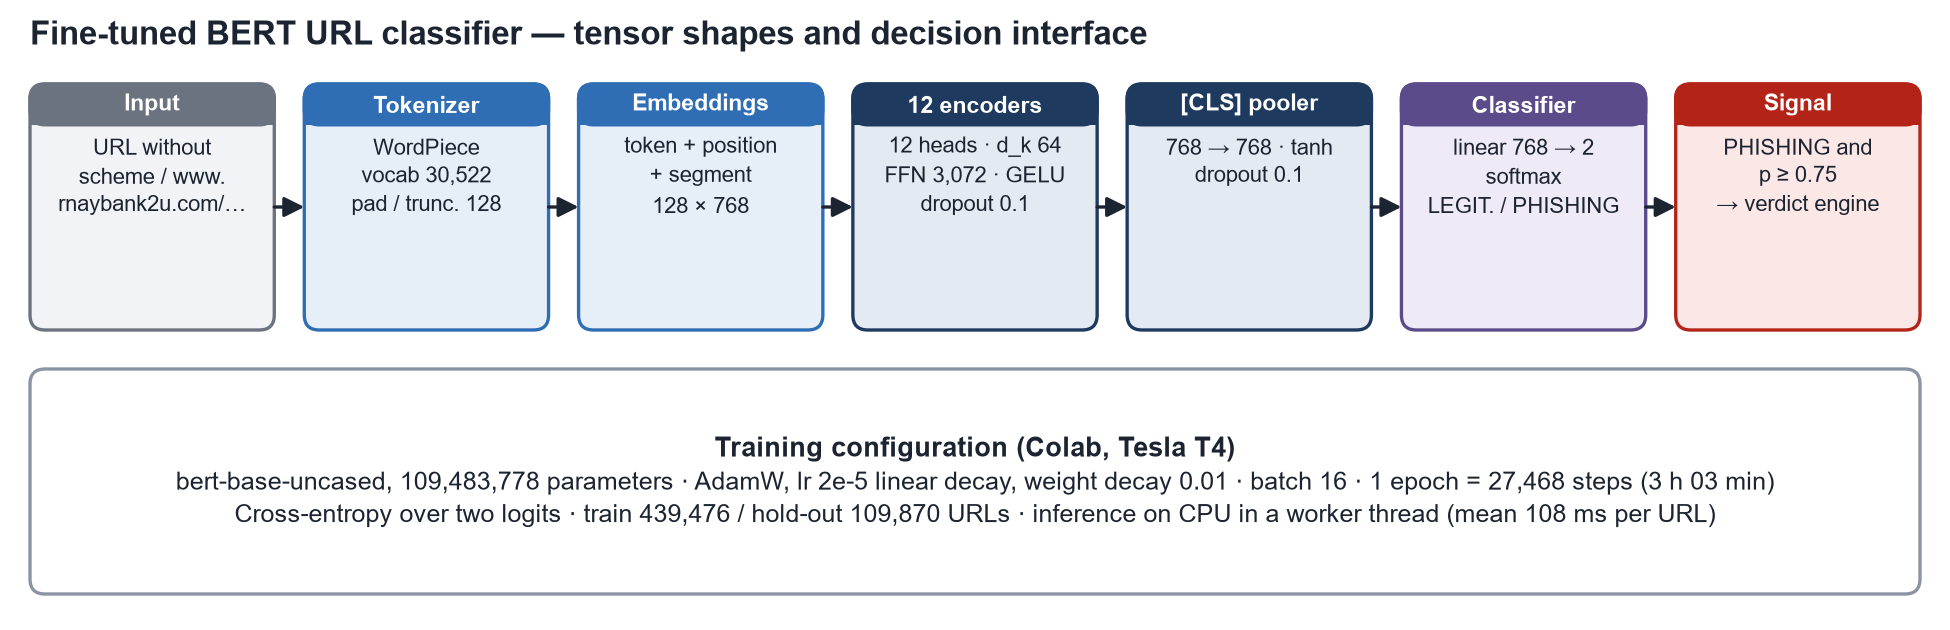 Fine-tuned BERT URL classifier — tensor shapes and decision interface
Input
URL without
scheme / www.
rnaybank2u.com/…
Tokenizer
WordPiece
vocab 30,522
pad / trunc. 128
Embeddings
token + position
+ segment
128 × 768
12 encoders
12 heads · d_k 64
FFN 3,072 · GELU
dropout 0.1
[CLS] pooler
768 → 768 · tanh
dropout 0.1
Classifier
linear 768 → 2
softmax
LEGIT. / PHISHING
Signal
PHISHING and
p ≥ 0.75
→ verdict engine
Training configuration (Colab, Tesla T4)
bert-base-uncased, 109,483,778 parameters · AdamW, lr 2e-5 linear decay, weight decay 0.01 · batch 16 · 1 epoch = 27,468 steps (3 h 03 min)
Cross-entropy over two logits · train 439,476 / hold-out 109,870 URLs · inference on CPU in a worker thread (mean 108 ms per URL)